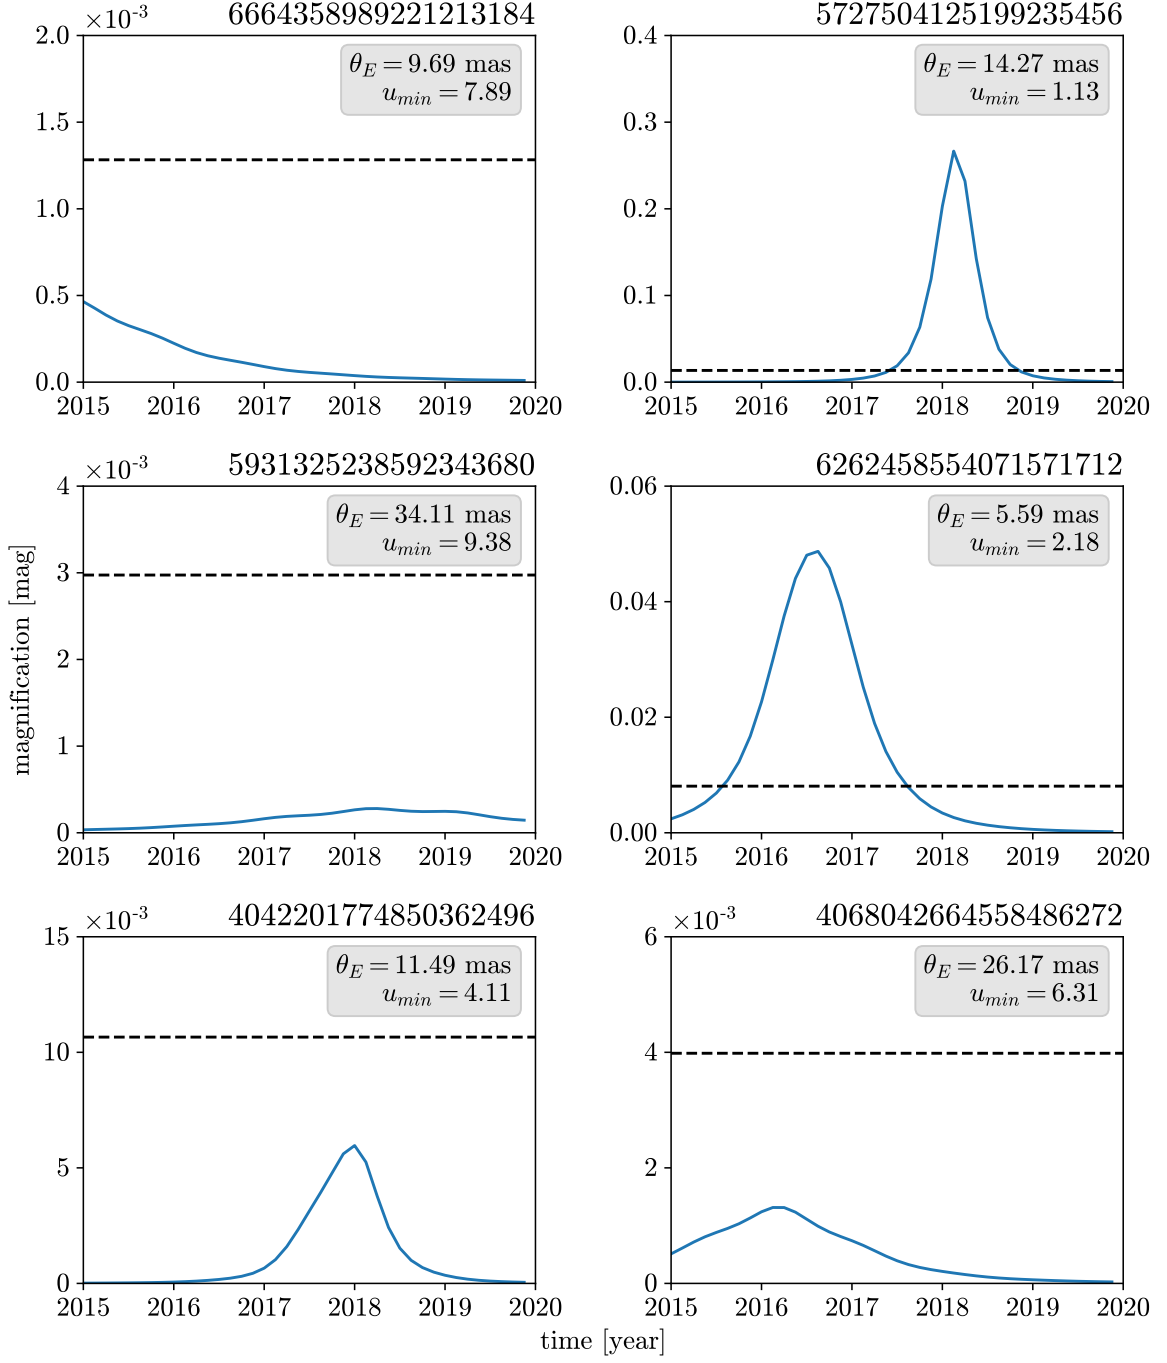 ×10⁻³ 6664358989221213184
2.0
1.5
1.0
0.5
0.0
θ_E = 9.69 mas
u_min = 7.89
2015 2016 2017 2018 2019 2020
5727504125199235456
0.4
0.3
0.2
0.1
0.0
θ_E = 14.27 mas
u_min = 1.13
2015 2016 2017 2018 2019 2020
magnification [mag]
×10⁻³ 5931325238592343680
4
3
2
1
0
θ_E = 34.11 mas
u_min = 9.38
2015 2016 2017 2018 2019 2020
6262458554071571712
0.06
0.04
0.02
0.00
θ_E = 5.59 mas
u_min = 2.18
2015 2016 2017 2018 2019 2020
×10⁻³ 4042201774850362496
15
10
5
0
θ_E = 11.49 mas
u_min = 4.11
2015 2016 2017 2018 2019 2020
×10⁻³ 4068042664558486272
6
4
2
0
θ_E = 26.17 mas
u_min = 6.31
2015 2016 2017 2018 2019 2020
time [year]